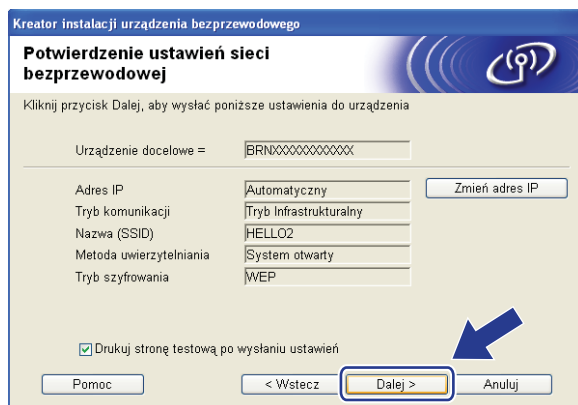 Kreator instalacji urządzenia bezprzewodowego
Potwierdzenie ustawień sieci
bezprzewodowej
Kliknij przycisk Dalej, aby wysłać poniższe ustawienia do urządzenia
Urządzenie docelowe = BRNXXXXXXXXXXXX
Adres IP Automatyczny Zmień adres IP
Tryb komunikacji Tryb Infrastrukturalny
Nazwa (SSID) HELLO2
Metoda uwierzytelniania System otwarty
Tryb szyfrowania WEP
Drukuj stronę testową po wysłaniu ustawień
Pomoc < Wstecz Dalej > Anuluj